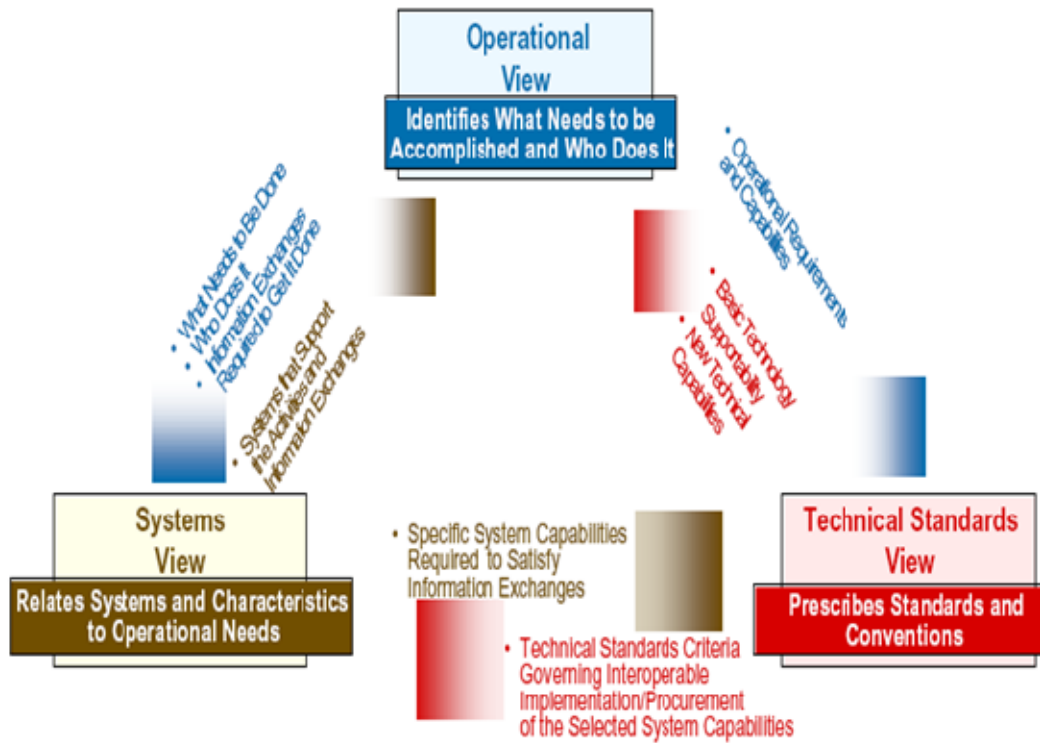 Operational
View
Identifies What Needs to be
Accomplished and Who Does It
• What Needs to Be Done
• Who Does It
• Information Exchanges
Required to Get It Done
• Systems that Support
the Activities and
Information Exchanges
• Operational Requirements
and Capabilities
• Basic Technology
Supportability
• New Technical
Capabilities
Systems
View
Relates Systems and Characteristics
to Operational Needs
• Specific System Capabilities
Required to Satisfy
Information Exchanges
• Technical Standards Criteria
Governing Interoperable
Implementation/Procurement
of the Selected System Capabilities
Technical Standards
View
Prescribes Standards and
Conventions